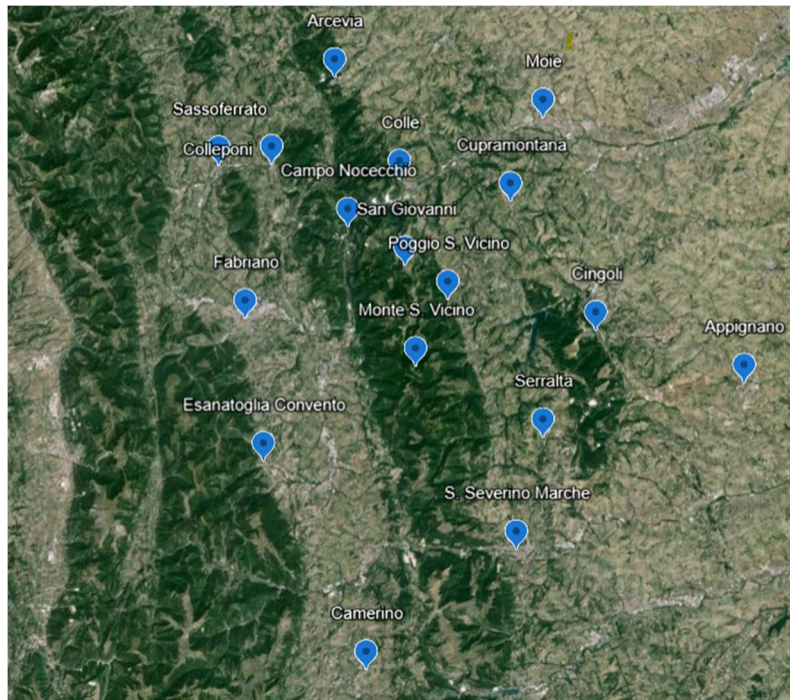 Arcevia
Moie
Sassoferrato
Colle
Colleponi
Cupramontana
Campo Nocecchio
San Giovanni
Poggio S. Vicino
Fabriano
Cingoli
Monte S. Vicino
Appignano
Serralta
Esanatoglia Convento
S. Severino Marche
Camerino